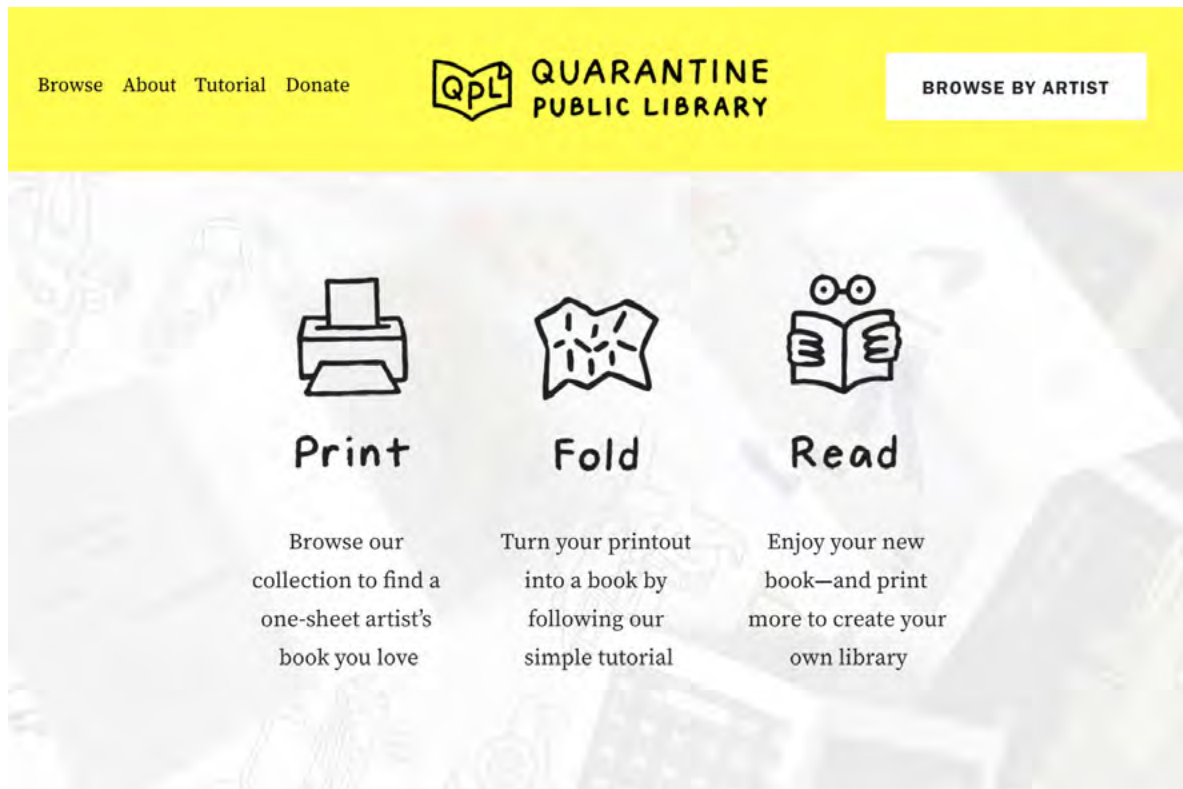 Browse About Tutorial Donate
QPL
QUARANTINE
PUBLIC LIBRARY
BROWSE BY ARTIST
Print
Browse our
collection to find a
one-sheet artist’s
book you love
Fold
Turn your printout
into a book by
following our
simple tutorial
Read
Enjoy your new
book—and print
more to create your
own library